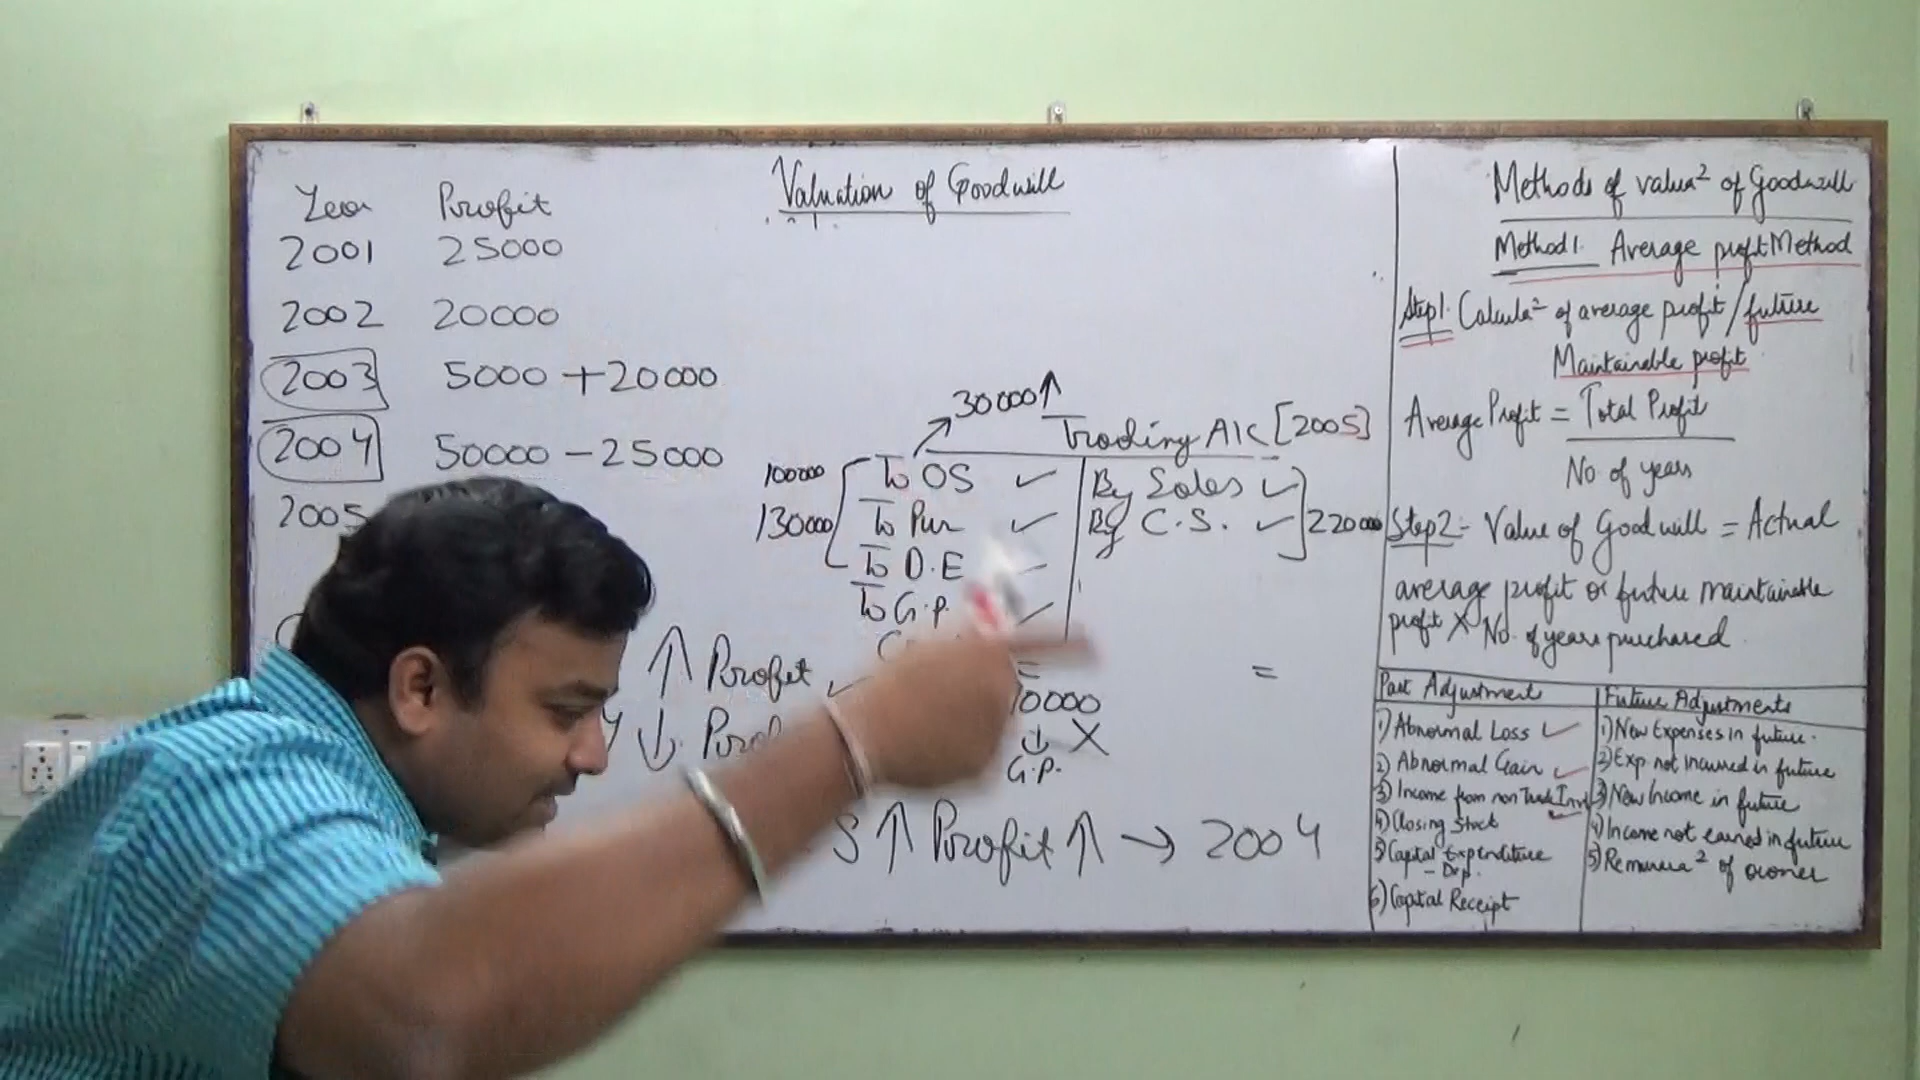 Valuation of Goodwill
Year Profit
2001 25000
2002 20000
2003 5000 + 20000
2004 50000 - 25000
2005
30000 ↑
Trading A/C [2005]
100000 To OS ✓ By Sales ✓
130000 To Pur ✓ By C.S. ✓ 220000
To D.E
To G.P. ✓
↑ Profit ✓
=
=
↓
0000
↓ X
G.P.
S ↑ Profit ↑ → 2004
Methods of valua² of Goodwill
Method 1. Average profit Method
Step 1. Calcula² of average profit / future
Maintainable profit
Average Profit = Total Profit
No of years
Step 2 - Value of Goodwill = Actual
average profit or future maintainable
profit X No. of years purchased
Past Adjustment
1) Abnormal Loss ✓
2) Abnormal Gain ✓
3) Income from non Trade Inv ✓
4) Closing Stock
5) Capital Expenditure
- Dep.
6) Capital Receipt
Future Adjustments
1) New Expenses in future.
2) Exp. not incurred in future
3) New Income in future
4) Income not earned in future
5) Remunera² of owner